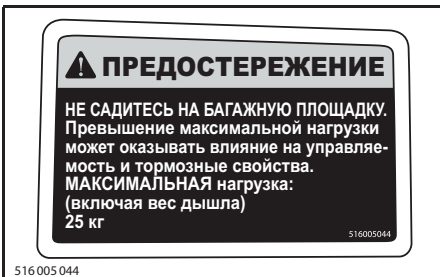 ПРЕДОСТЕРЕЖЕНИЕ
НЕ САДИТЕСЬ НА БАГАЖНУЮ ПЛОЩАДКУ.
Превышение максимальной нагрузки
может оказывать влияние на управляе-
мость и тормозные свойства.
МАКСИМАЛЬНАЯ нагрузка:
(включая вес дышла)
25 кг
516005044
516 005 044